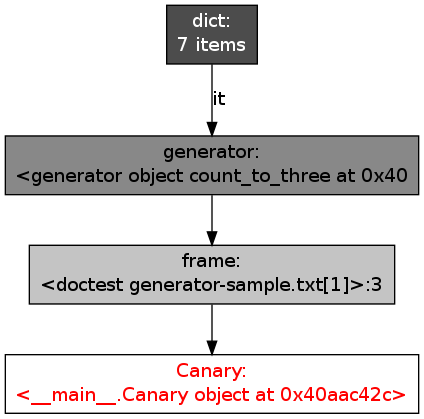 dict:
7 items
it
generator:
<generator object count_to_three at 0x40
frame:
<doctest generator-sample.txt[1]>:3
Canary:
<__main__.Canary object at 0x40aac42c>